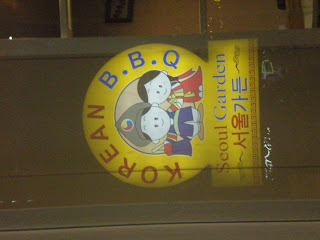 KOREAN B.B.Q
Seoul Garden
서울가든